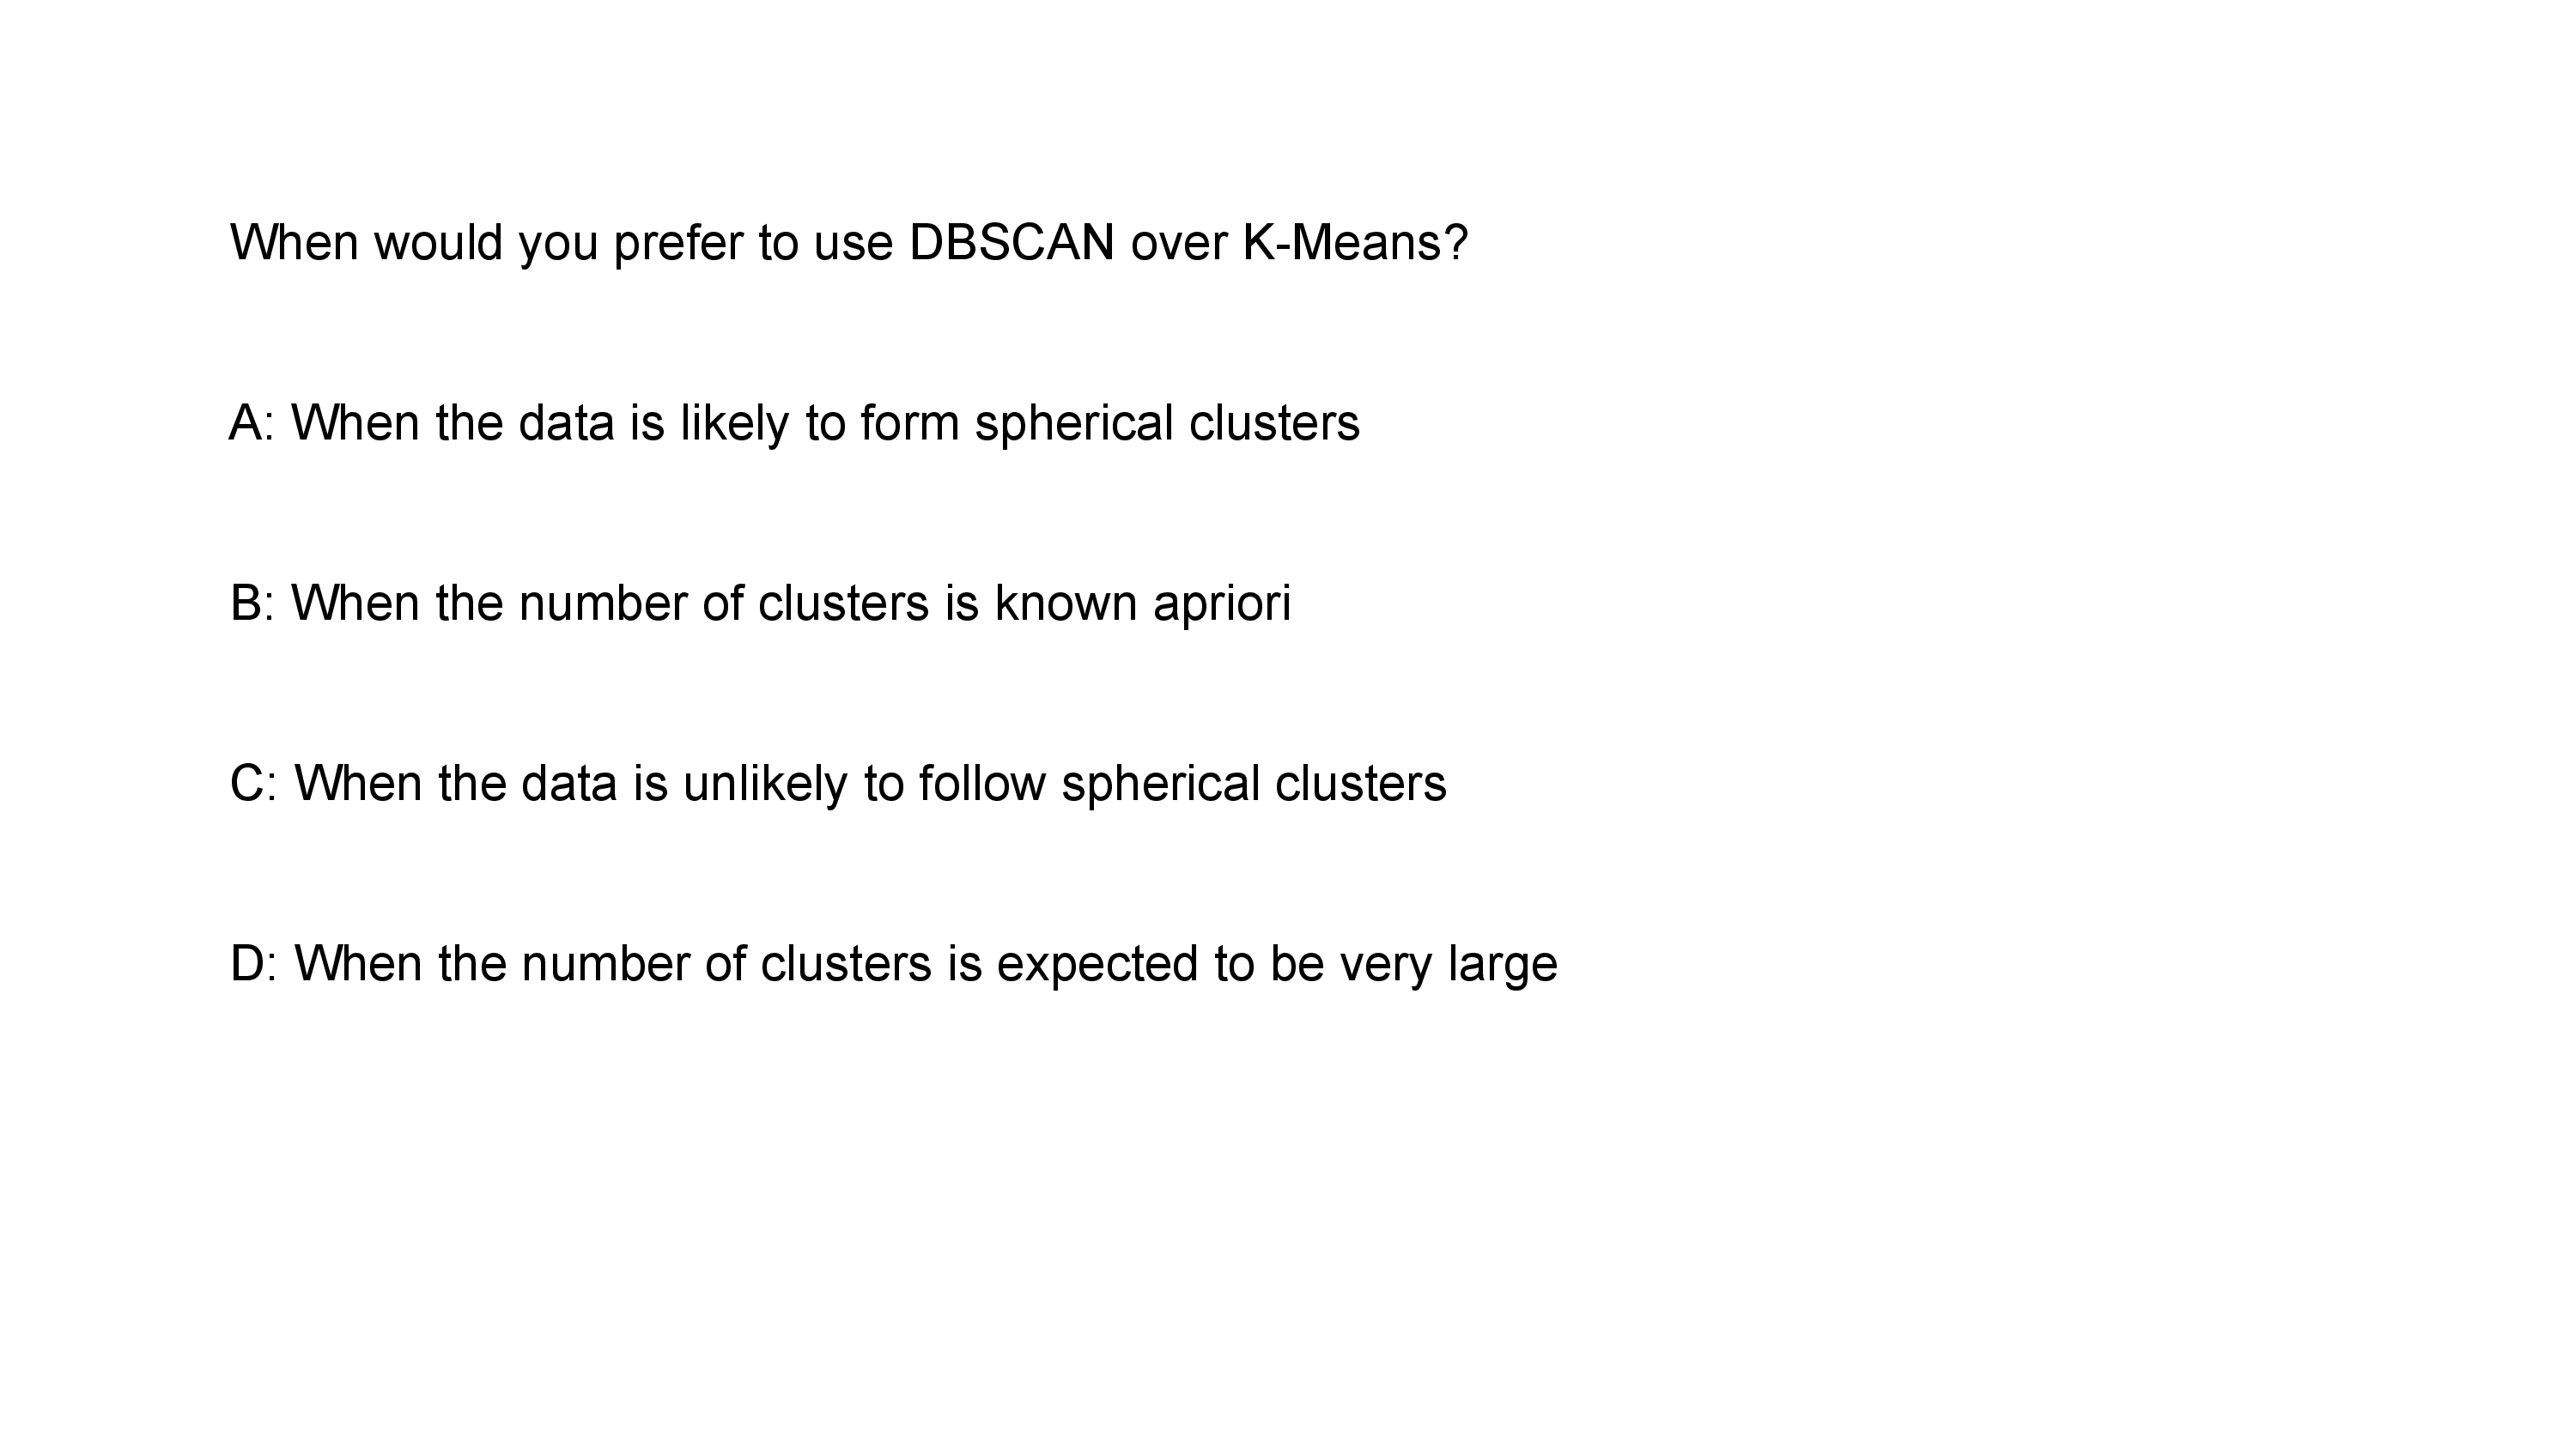 When would you prefer to use DBSCAN over K-Means?
A: When the data is likely to form spherical clusters
B: When the number of clusters is known apriori
C: When the data is unlikely to follow spherical clusters
D: When the number of clusters is expected to be very large